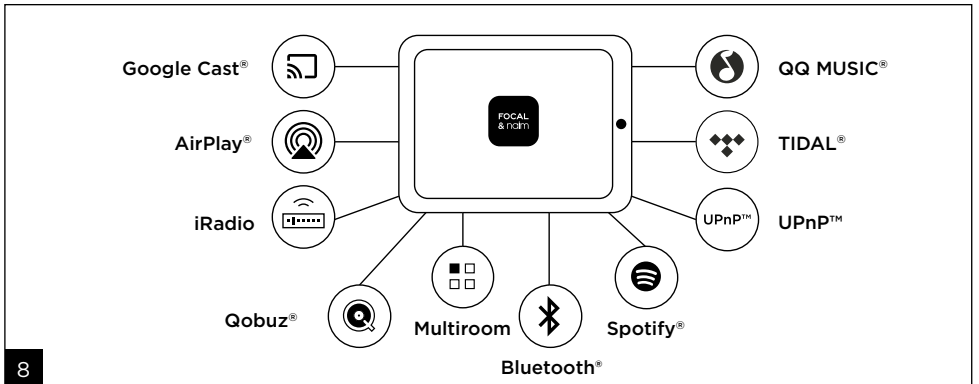 Google Cast®
QQ MUSIC®
FOCAL
& naim
AirPlay®
TIDAL®
iRadio
UPnP™
UPnP™
Qobuz®
Multiroom
Spotify®
Bluetooth®
8